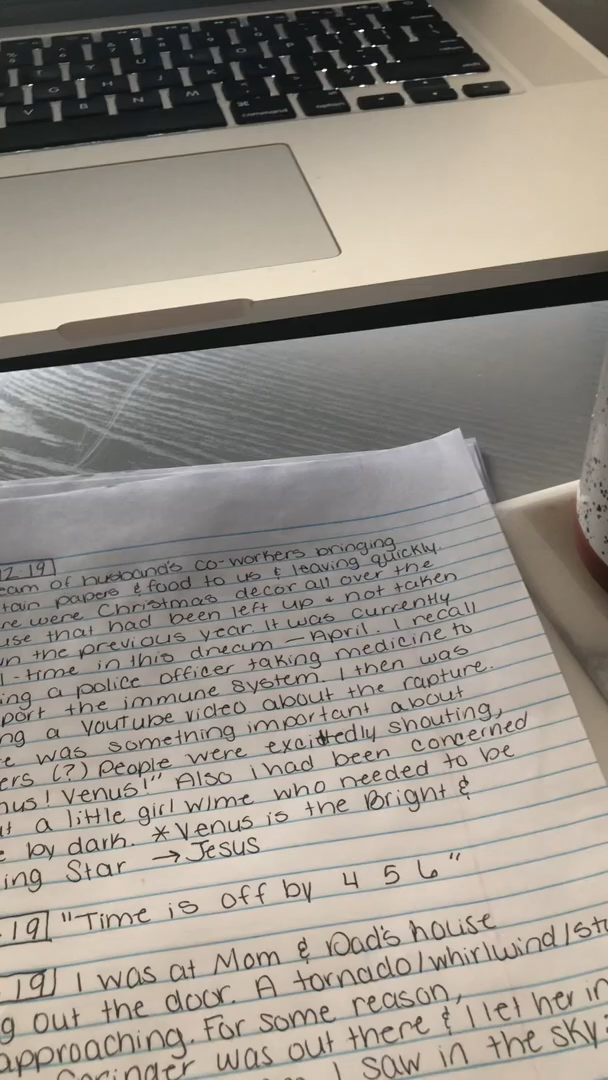 command option
12.19
eam of husband's co-workers bringing
tain papers & food to us & leaving quickly.
re were Christmas decor all over the
use that had been left up & not taken
wn the previous year. It was currently
l-time in this dream — April. I recall
ing a police officer taking medicine to
port the immune system. I then was
ng a YouTube video about the rapture.
e was something important about
ers (?) People were excitedly shouting,
nus! Venus!" Also I had been concerned
ut a little girl w/me who needed to be
e by dark. *Venus is the Bright &
ing Star → Jesus
.19 "Time is off by 4 5 6"
19 I was at Mom & Dad's house
g out the door. A tornado/whirlwind/st
approaching. For some reason,
was out there & I let her in
I saw in the sky